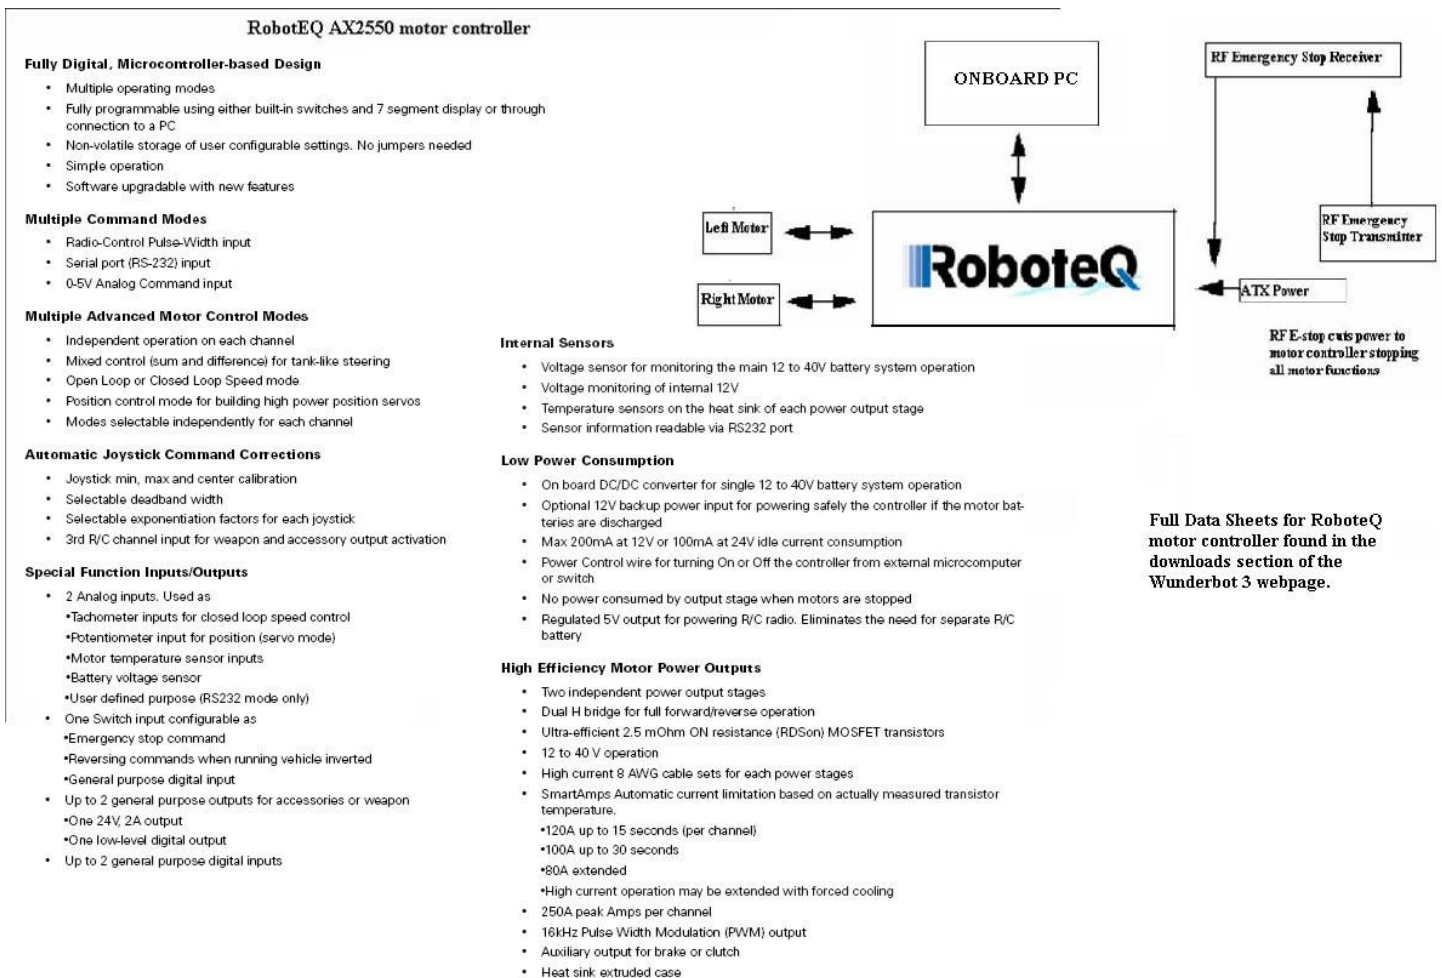 RobotEQ AX2550 motor controller
Fully Digital, Microcontroller-based Design
• Multiple operating modes
• Fully programmable using either built-in switches and 7 segment display or through
connection to a PC
• Non-volatile storage of user configurable settings. No jumpers needed
• Simple operation
• Software upgradable with new features
Multiple Command Modes
• Radio-Control Pulse-Width input
• Serial port (RS-232) input
• 0-5V Analog Command input
Multiple Advanced Motor Control Modes
• Independent operation on each channel
• Mixed control (sum and difference) for tank-like steering
• Open Loop or Closed Loop Speed mode
• Position control mode for building high power position servos
• Modes selectable independently for each channel
Automatic Joystick Command Corrections
• Joystick min, max and center calibration
• Selectable deadband width
• Selectable exponentiation factors for each joystick
• 3rd R/C channel input for weapon and accessory output activation
Special Function Inputs/Outputs
• 2 Analog inputs. Used as
•Tachometer inputs for closed loop speed control
•Potentiometer input for position (servo mode)
•Motor temperature sensor inputs
•Battery voltage sensor
•User defined purpose (RS232 mode only)
• One Switch input configurable as
•Emergency stop command
•Reversing commands when running vehicle inverted
•General purpose digital input
• Up to 2 general purpose outputs for accessories or weapon
•One 24V, 2A output
•One low-level digital output
• Up to 2 general purpose digital inputs
Internal Sensors
• Voltage sensor for monitoring the main 12 to 40V battery system operation
• Voltage monitoring of internal 12V
• Temperature sensors on the heat sink of each power output stage
• Sensor information readable via RS232 port
Low Power Consumption
• On board DC/DC converter for single 12 to 40V battery system operation
• Optional 12V backup power input for powering safely the controller if the motor bat-
teries are discharged
• Max 200mA at 12V or 100mA at 24V idle current consumption
• Power Control wire for turning On or Off the controller from external microcomputer
or switch
• No power consumed by output stage when motors are stopped
• Regulated 5V output for powering R/C radio. Eliminates the need for separate R/C
battery
High Efficiency Motor Power Outputs
• Two independent power output stages
• Dual H bridge for full forward/reverse operation
• Ultra-efficient 2.5 mOhm ON resistance (RDSon) MOSFET transistors
• 12 to 40 V operation
• High current 8 AWG cable sets for each power stages
• SmartAmps Automatic current limitation based on actually measured transistor
temperature.
•120A up to 15 seconds (per channel)
•100A up to 30 seconds
•80A extended
•High current operation may be extended with forced cooling
• 250A peak Amps per channel
• 16kHz Pulse Width Modulation (PWM) output
• Auxiliary output for brake or clutch
• Heat sink extruded case
ONBOARD PC
RF Emergency Stop Receiver
Left Motor
RoboteQ
RF Emergency
Stop Transmitter
Right Motor
ATX Power
RF E-stop cuts power to
motor controller stopping
all motor functions
Full Data Sheets for RoboteQ
motor controller found in the
downloads section of the
Wunderbot 3 webpage.